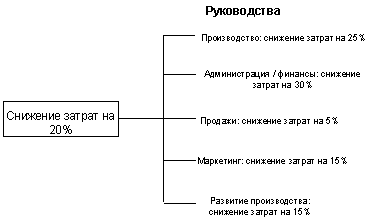 Руководства
Производство: снижение затрат на 25%
Администрация / финансы: снижение
затрат на 30%
Снижение затрат на
20%
Продажи: снижение затрат на 5%
Маркетинг: снижение затрат на 15%
Развитие производства:
снижение затрат на 15%